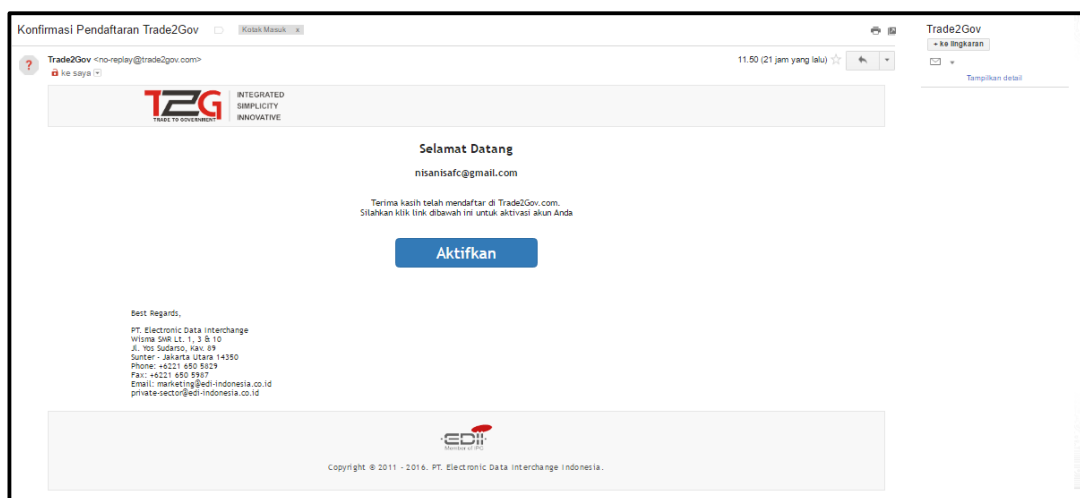 Konfirmasi Pendaftaran Trade2Gov
Kotak Masuk x
Trade2Gov <no-replay@trade2gov.com>
ke saya
11.50 (21 jam yang lalu)
Trade2Gov
+ ke lingkaran
Tampilkan detail
T2G
TRADE TO GOVERNMENT
INTEGRATED
SIMPLICITY
INNOVATIVE
Selamat Datang
nisanisafc@gmail.com
Terima kasih telah mendaftar di Trade2Gov.com.
Silahkan klik link dibawah ini untuk aktivasi akun Anda
Aktifkan
Best Regards,
PT. Electronic Data Interchange
Wisma SMR Lt. 1, 3 & 10
Jl. Yos Sudarso, Kav. 89
Sunter - Jakarta Utara 14350
Phone: +6221 650 5829
Fax: +6221 650 5987
Email: marketing@edi-indonesia.co.id
private-sector@edi-indonesia.co.id
EDII
Member of IPC
Copyright © 2011 - 2016. PT. Electronic Data Interchange Indonesia.